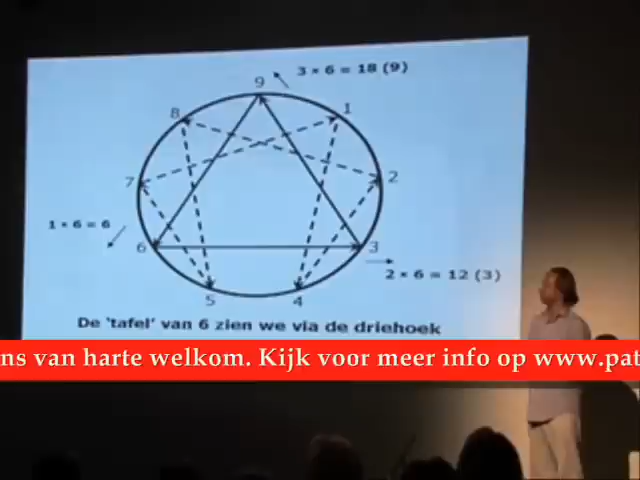 3 × 6 = 18 (9)
9
8
1
7
2
1 × 6 = 6
6
3
2 × 6 = 12 (3)
5
4
De 'tafel' van 6 zien we via de driehoek
ns van harte welkom. Kijk voor meer info op www.pat